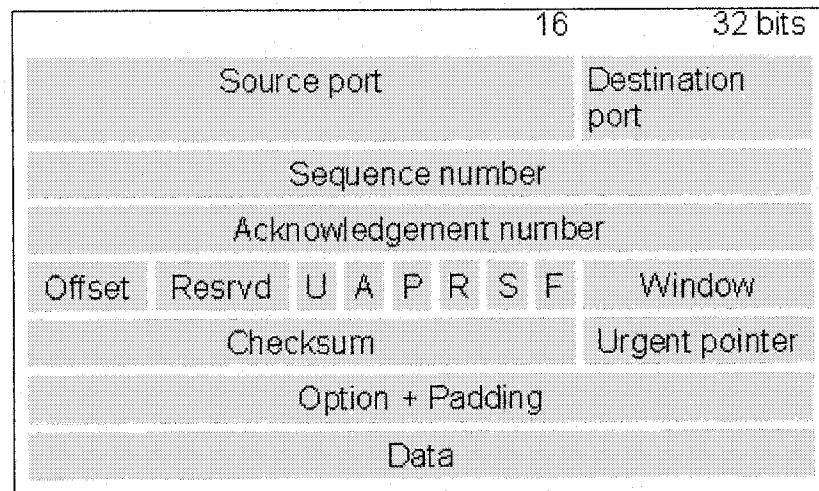 16 32 bits
Source port Destination port
Sequence number
Acknowledgement number
Offset Resrvd U A P R S F Window
Checksum Urgent pointer
Option + Padding
Data